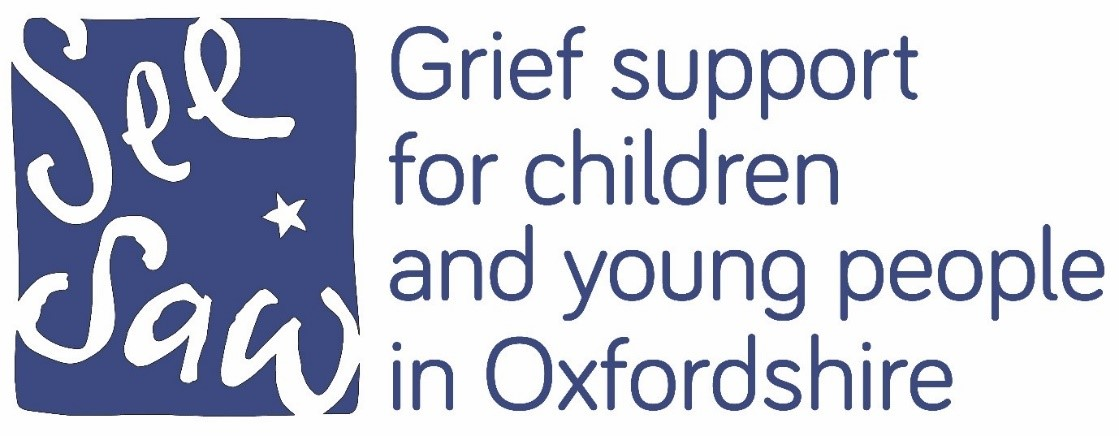 See
Saw
Grief support
for children
and young people
in Oxfordshire